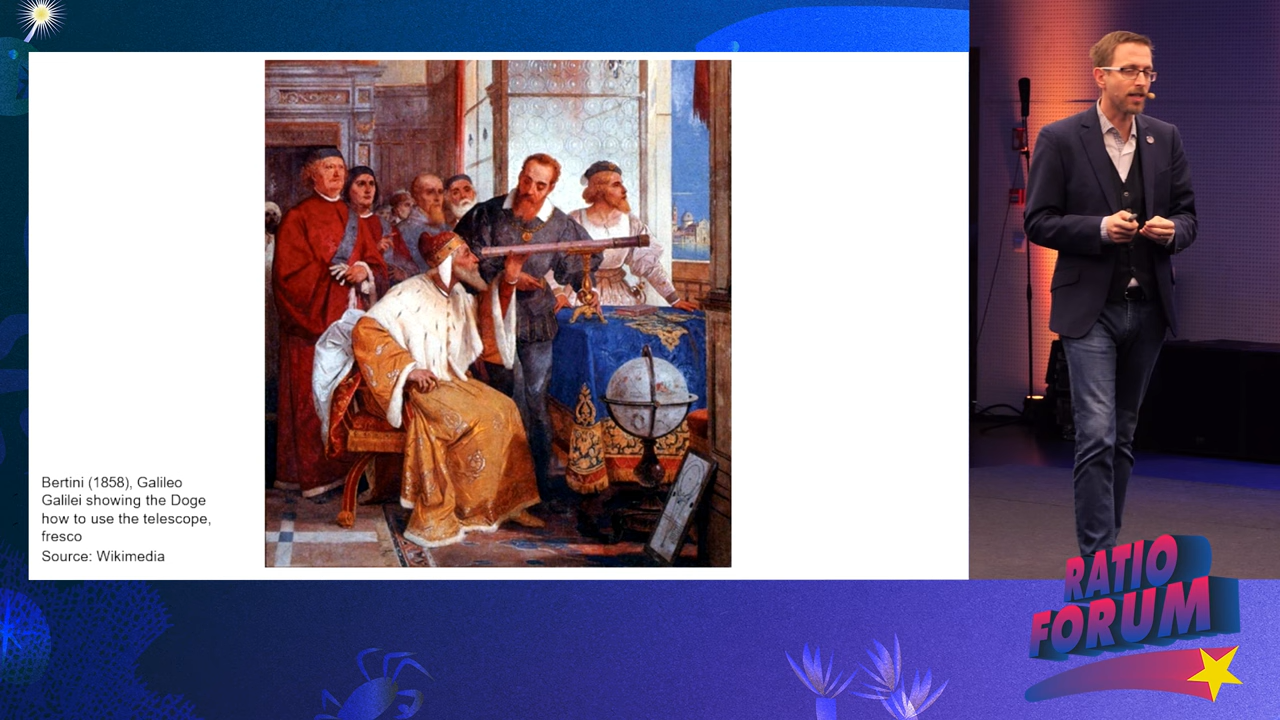 Bertini (1858), Galileo
Galilei showing the Doge
how to use the telescope,
fresco
Source: Wikimedia
RATIO
FORUM